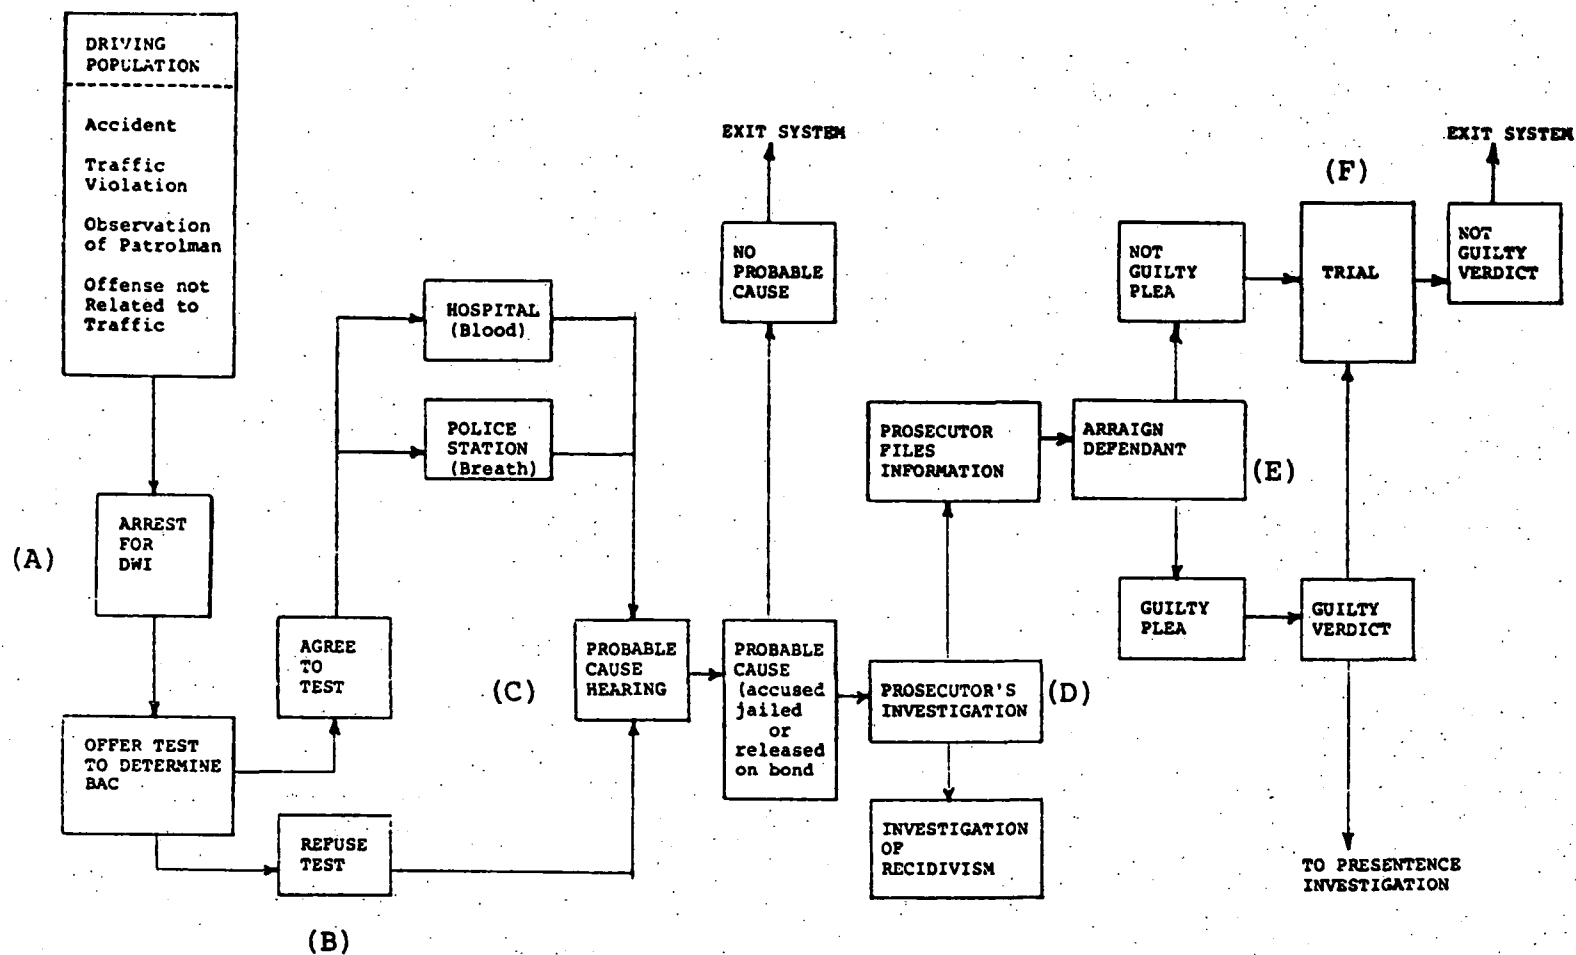 DRIVING
POPULATION
Accident
Traffic
Violation
Observation
of Patrolman
Offense not
Related to
Traffic
(A)
ARREST
FOR
DWI
OFFER TEST
TO DETERMINE
BAC
AGREE
TO
TEST
REFUSE
TEST
(B)
HOSPITAL
(Blood)
POLICE
STATION
(Breath)
(C)
PROBABLE
CAUSE
HEARING
EXIT SYSTEM
NO
PROBABLE
CAUSE
PROBABLE
CAUSE
(accused
jailed
or
released
on bond
PROSECUTOR
FILES
INFORMATION
PROSECUTOR'S
INVESTIGATION
(D)
INVESTIGATION
OF
RECIDIVISM
ARRAIGN
DEFENDANT
(E)
NOT
GUILTY
PLEA
GUILTY
PLEA
(F)
TRIAL
GUILTY
VERDICT
TO PRESENTENCE
INVESTIGATION
EXIT SYSTEM
NOT
GUILTY
VERDICT